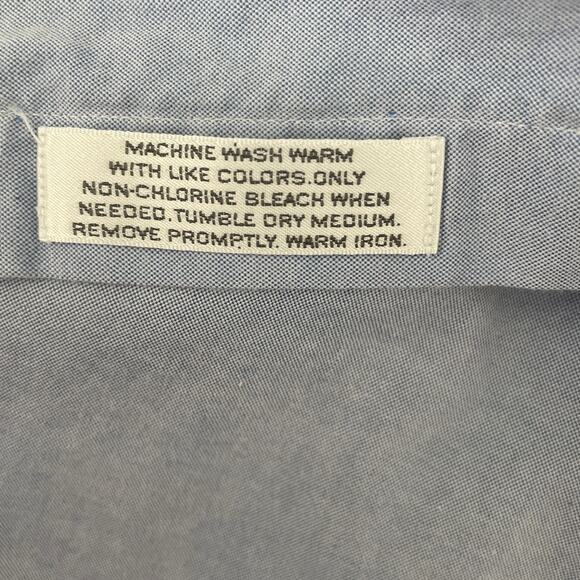 MACHINE WASH WARM
WITH LIKE COLORS.ONLY
NON-CHLORINE BLEACH WHEN
NEEDED.TUMBLE DRY MEDIUM.
REMOVE PROMPTLY. WARM IRON.